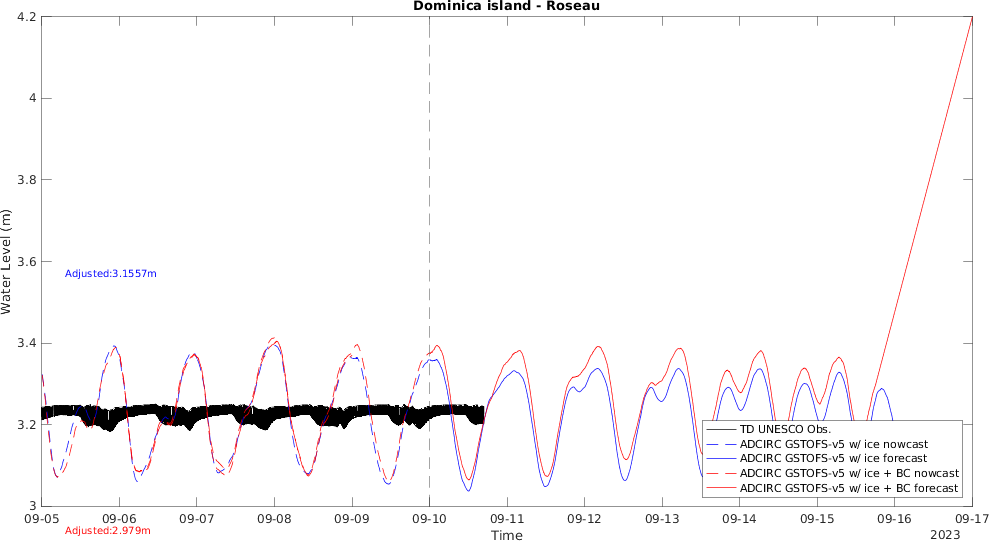 Dominica island - Roseau
4.2
4
3.8
3.6
3.4
3.2
3
Water Level (m)
Adjusted:3.1557m
Adjusted:2.979m
TD UNESCO Obs.
ADCIRC GSTOFS-v5 w/ ice nowcast
ADCIRC GSTOFS-v5 w/ ice forecast
ADCIRC GSTOFS-v5 w/ ice + BC nowcast
ADCIRC GSTOFS-v5 w/ ice + BC forecast
09-05 09-06 09-07 09-08 09-09 09-10 09-11 09-12 09-13 09-14 09-15 09-16 09-17
Time
2023